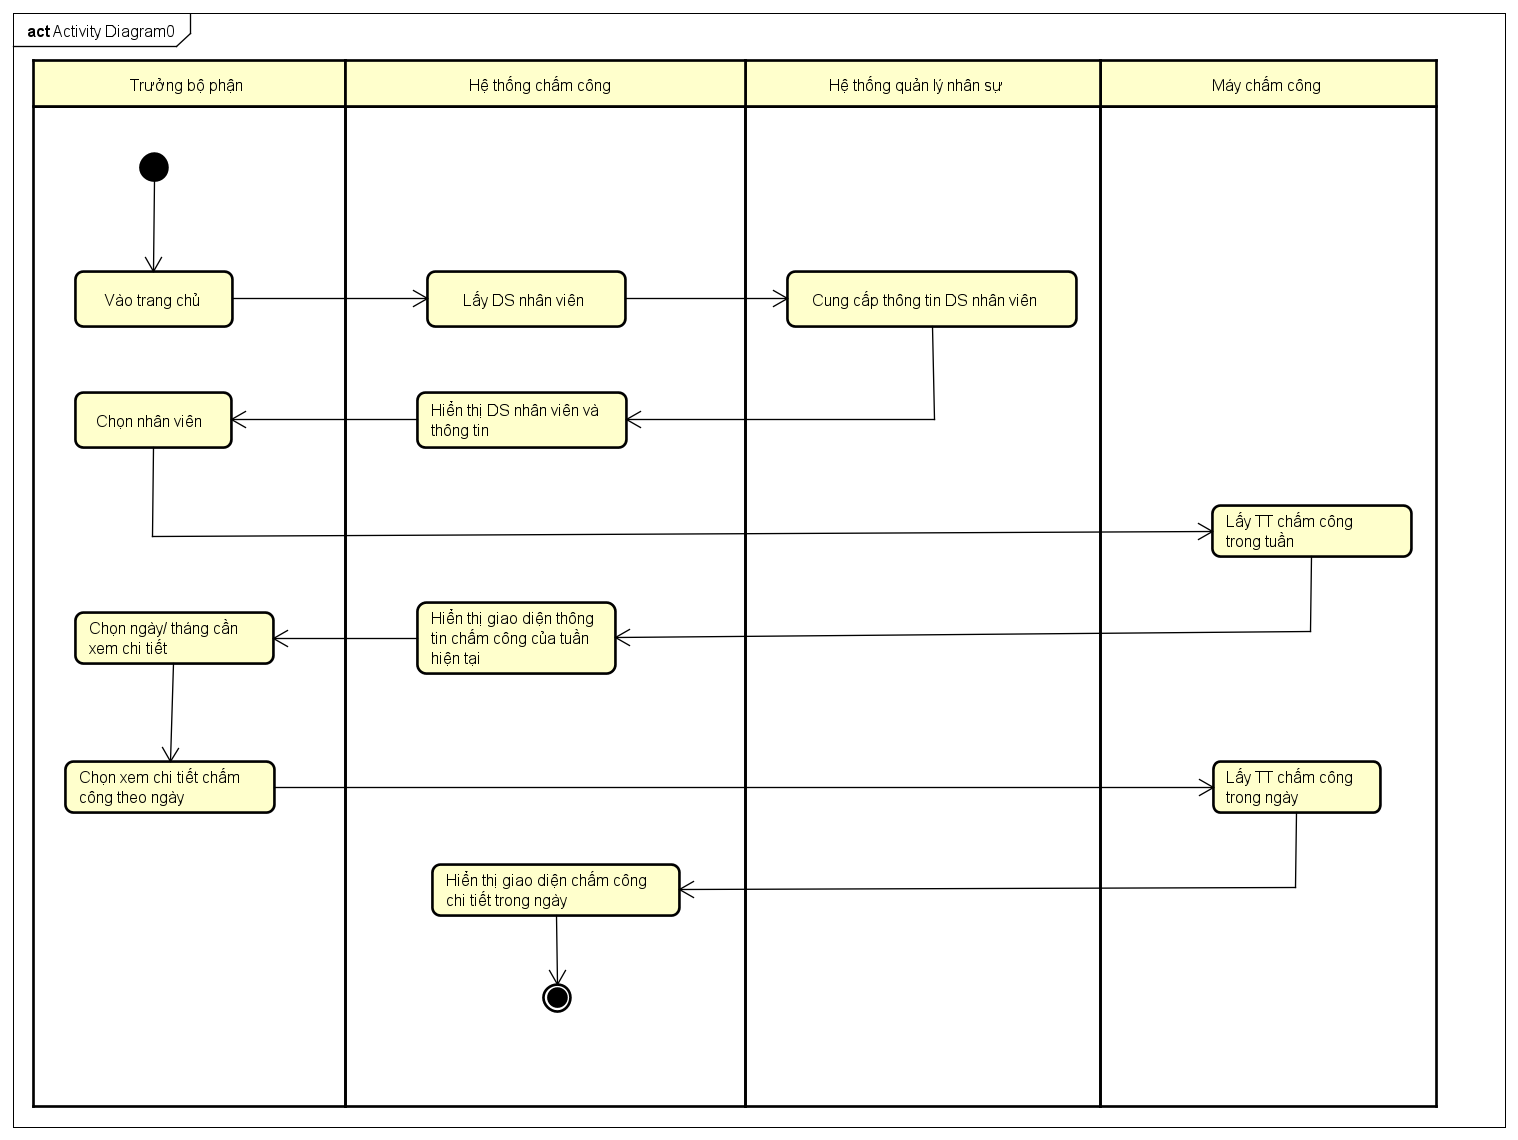 act Activity Diagram0
Trưởng bộ phận
Hệ thống chấm công
Hệ thống quản lý nhân sự
Máy chấm công
Vào trang chủ
Lấy DS nhân viên
Cung cấp thông tin DS nhân viên
Chọn nhân viên
Hiển thị DS nhân viên và
thông tin
Lấy TT chấm công
trong tuần
Chọn ngày/ tháng cần
xem chi tiết
Hiển thị giao diện thông
tin chấm công của tuần
hiện tại
Chọn xem chi tiết chấm
công theo ngày
Lấy TT chấm công
trong ngày
Hiển thị giao diện chấm công
chi tiết trong ngày